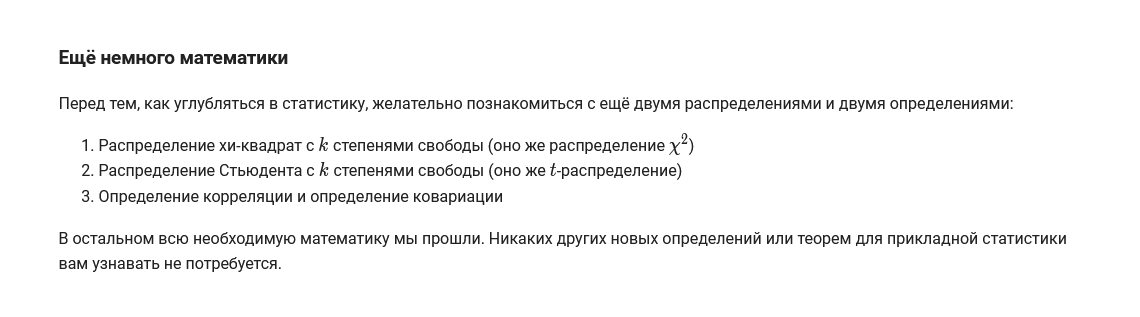 Ещё немного математики
Перед тем, как углубляться в статистику, желательно познакомиться с ещё двумя распределениями и двумя определениями:
1. Распределение хи-квадрат с k степенями свободы (оно же распределение χ²)
2. Распределение Стьюдента с k степенями свободы (оно же t-распределение)
3. Определение корреляции и определение ковариации
В остальном всю необходимую математику мы прошли. Никаких других новых определений или теорем для прикладной статистики
вам узнавать не потребуется.